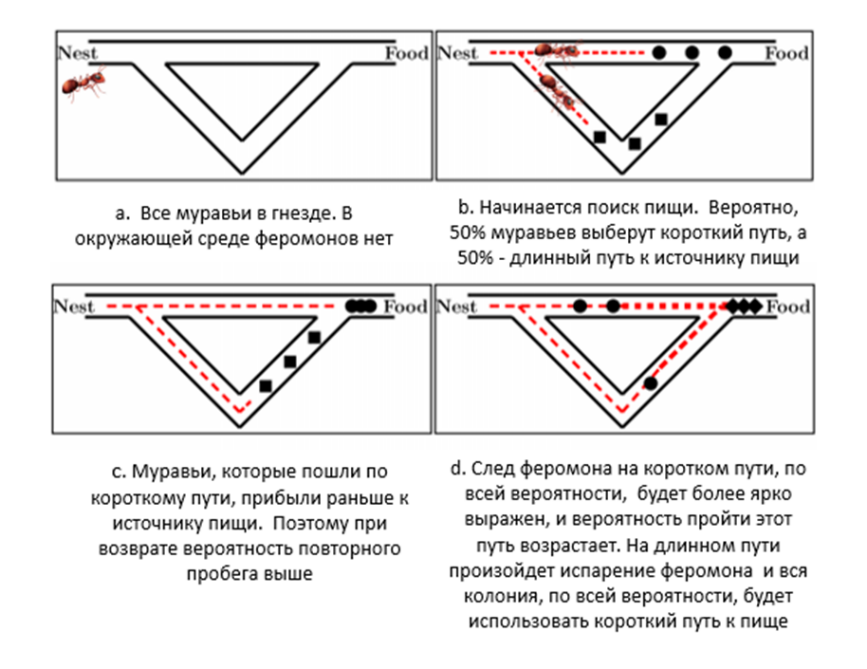 Nest Food
Nest Food
a. Все муравьи в гнезде. В
окружающей среде феромонов нет
b. Начинается поиск пищи. Вероятно,
50% муравьев выберут короткий путь, а
50% - длинный путь к источнику пищи
Nest Food
Nest Food
c. Муравьи, которые пошли по
короткому пути, прибыли раньше к
источнику пищи. Поэтому при
возврате вероятность повторного
пробега выше
d. След феромона на коротком пути, по
всей вероятности, будет более ярко
выражен, и вероятность пройти этот
путь возрастает. На длинном пути
произойдет испарение феромона и вся
колония, по всей вероятности, будет
использовать короткий путь к пище